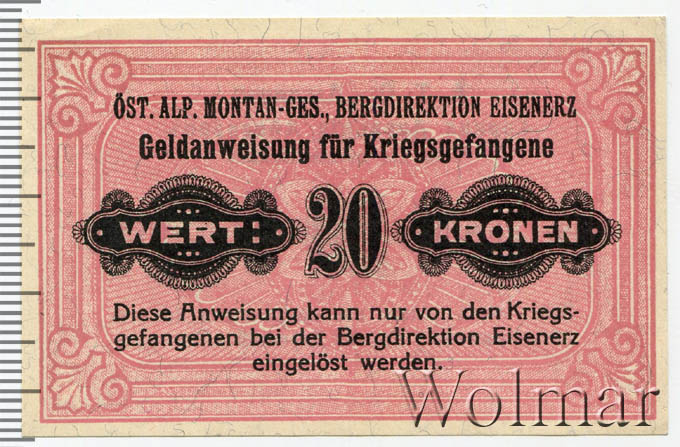 ÖST. ALP. MONTAN-GES., BERGDIREKTION EISENERZ
Geldanweisung für Kriegsgefangene
WERT: 20 KRONEN
Diese Anweisung kann nur von den Kriegs-
gefangenen bei der Bergdirektion Eisenerz
eingelöst werden.
Wolmar